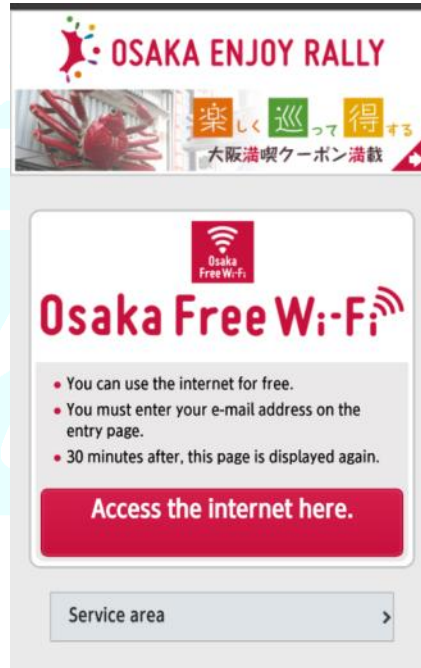 OSAKA ENJOY RALLY
楽しく巡って得する
大阪満喫クーポン満載
Osaka
Free Wi-Fi
Osaka Free Wi-Fi
• You can use the internet for free.
• You must enter your e-mail address on the
entry page.
• 30 minutes after, this page is displayed again.
Access the internet here.
Service area